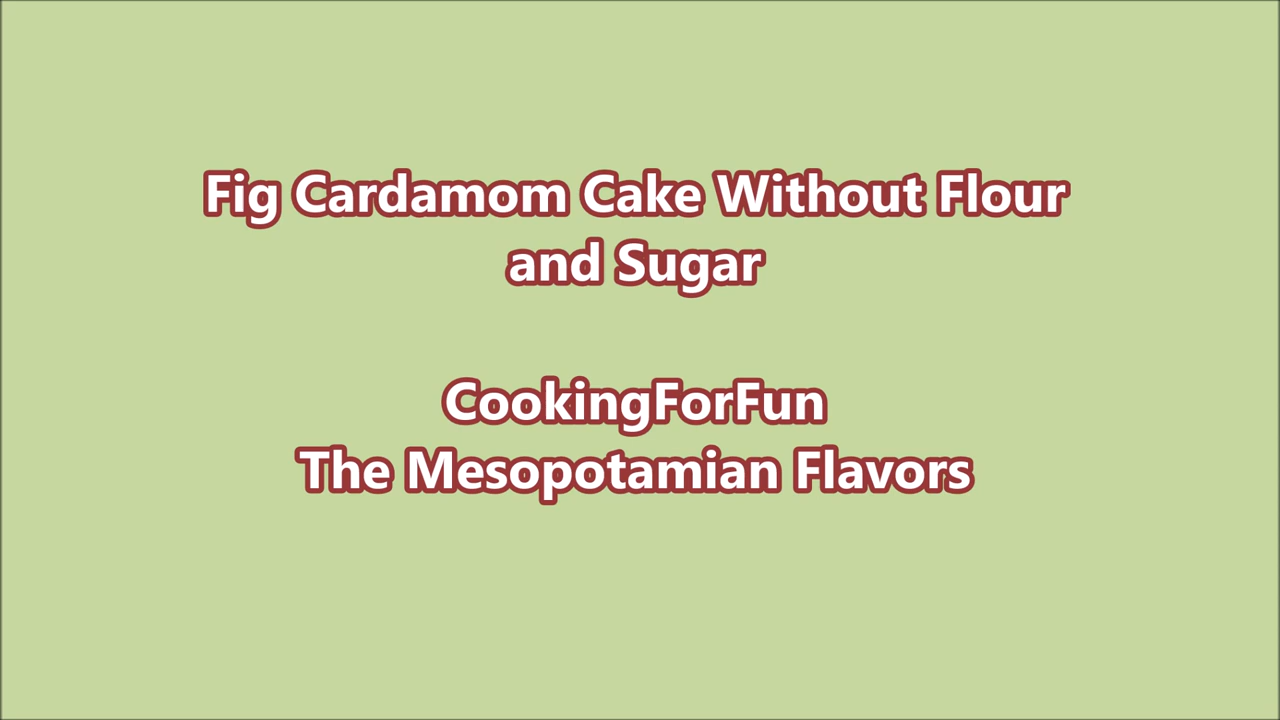 Fig Cardamom Cake Without Flour
and Sugar
CookingForFun
The Mesopotamian Flavors